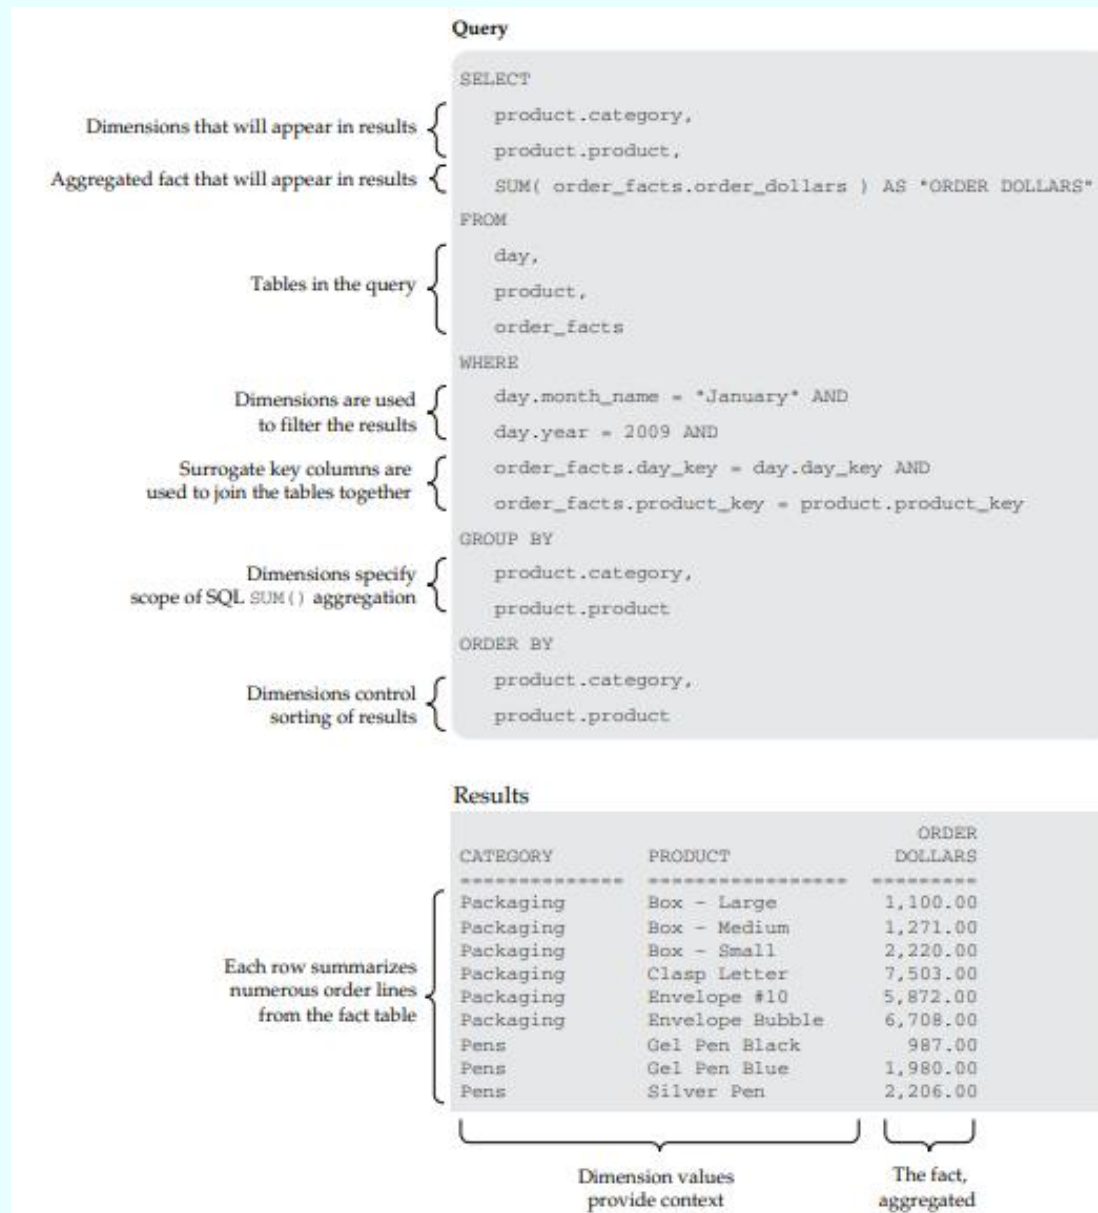 Query
SELECT
Dimensions that will appear in results
product.category,
product.product,
Aggregated fact that will appear in results
SUM( order_facts.order_dollars ) AS "ORDER DOLLARS"
FROM
Tables in the query
day,
product,
order_facts
WHERE
Dimensions are used
to filter the results
day.month_name = "January" AND
day.year = 2009 AND
Surrogate key columns are
used to join the tables together
order_facts.day_key = day.day_key AND
order_facts.product_key = product.product_key
GROUP BY
Dimensions specify
scope of SQL SUM() aggregation
product.category,
product.product
ORDER BY
Dimensions control
sorting of results
product.category,
product.product
Results
ORDER
CATEGORY PRODUCT DOLLARS
============== ================= =========
Each row summarizes
numerous order lines
from the fact table
Packaging Box - Large 1,100.00
Packaging Box - Medium 1,271.00
Packaging Box - Small 2,220.00
Packaging Clasp Letter 7,503.00
Packaging Envelope #10 5,872.00
Packaging Envelope Bubble 6,708.00
Pens Gel Pen Black 987.00
Pens Gel Pen Blue 1,980.00
Pens Silver Pen 2,206.00
Dimension values
provide context
The fact,
aggregated